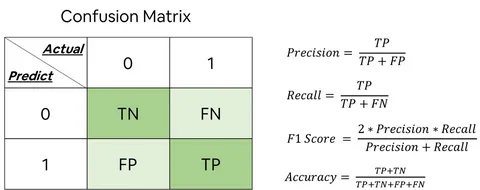 Confusion Matrix
Actual
Predict
0 1
0 TN FN
1 FP TP
Precision = TP / TP + FP
Recall = TP / TP + FN
F1 Score = 2 * Precision * Recall / Precision + Recall
Accuracy = TP+TN / TP+TN+FP+FN